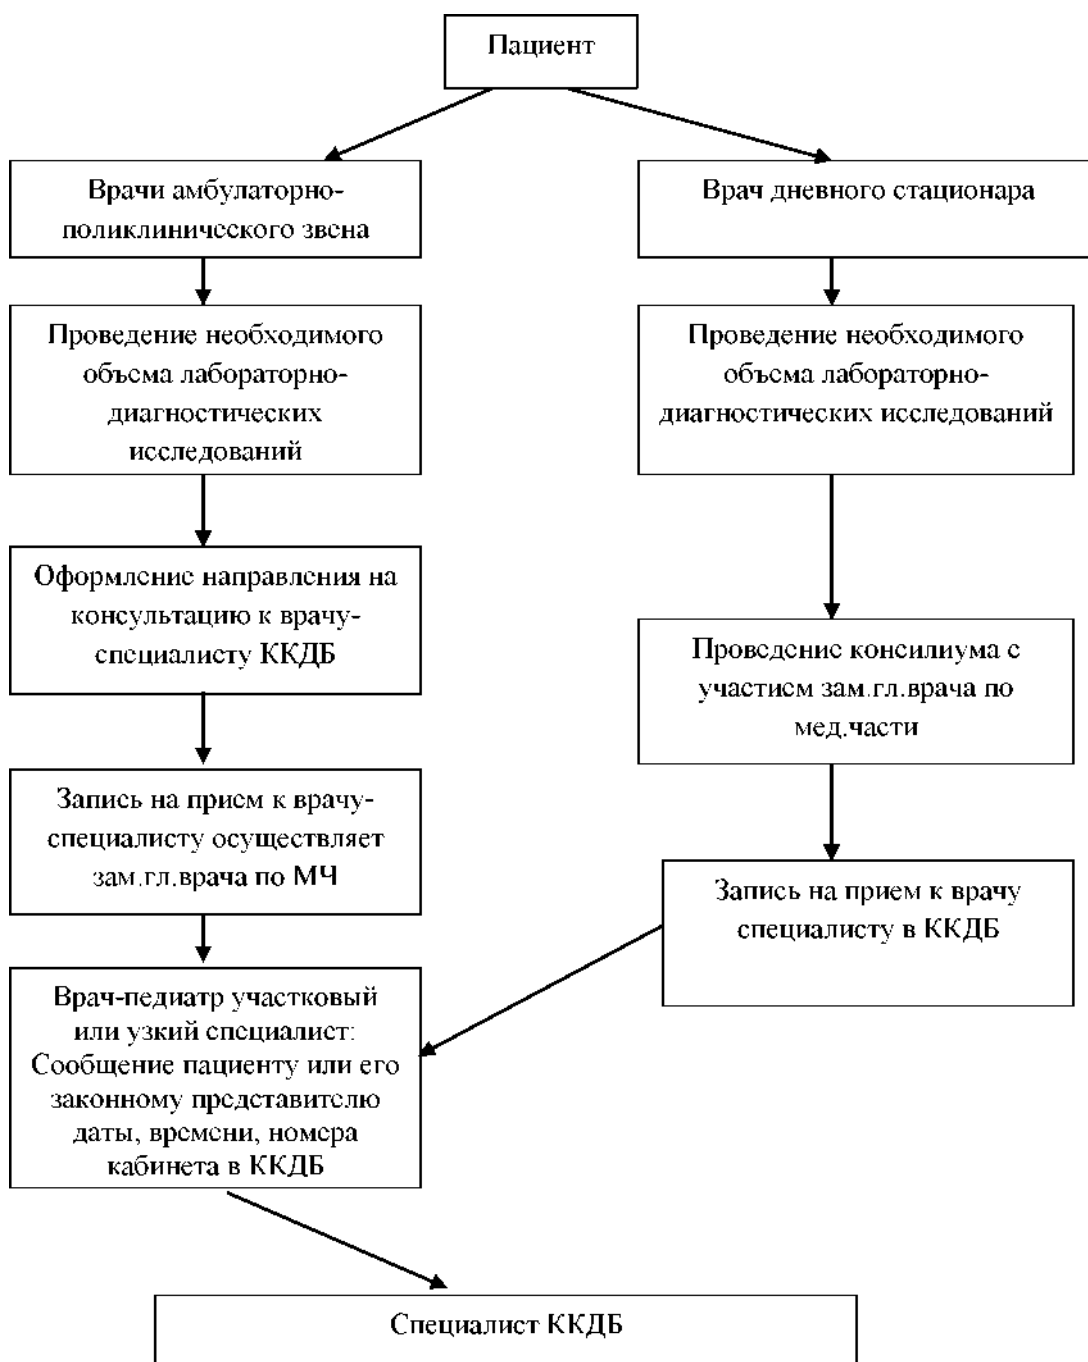 Пациент
Врачи амбулаторно-
поликлинического звена
Врач дневного стационара
Проведение необходимого
объема лабораторно-
диагностических
исследований
Проведение необходимого
объема лабораторно-
диагностических исследований
Оформление направления на
консультацию к врачу-
специалисту ККДБ
Проведение консилиума с
участием зам.гл.врача по
мед.части
Запись на прием к врачу-
специалисту осуществляет
зам.гл.врача по МЧ
Запись на прием к врачу
специалисту в ККДБ
Врач-педиатр участковый
или узкий специалист:
Сообщение пациенту или его
законному представителю
даты, времени, номера
кабинета в ККДБ
Специалист ККДБ